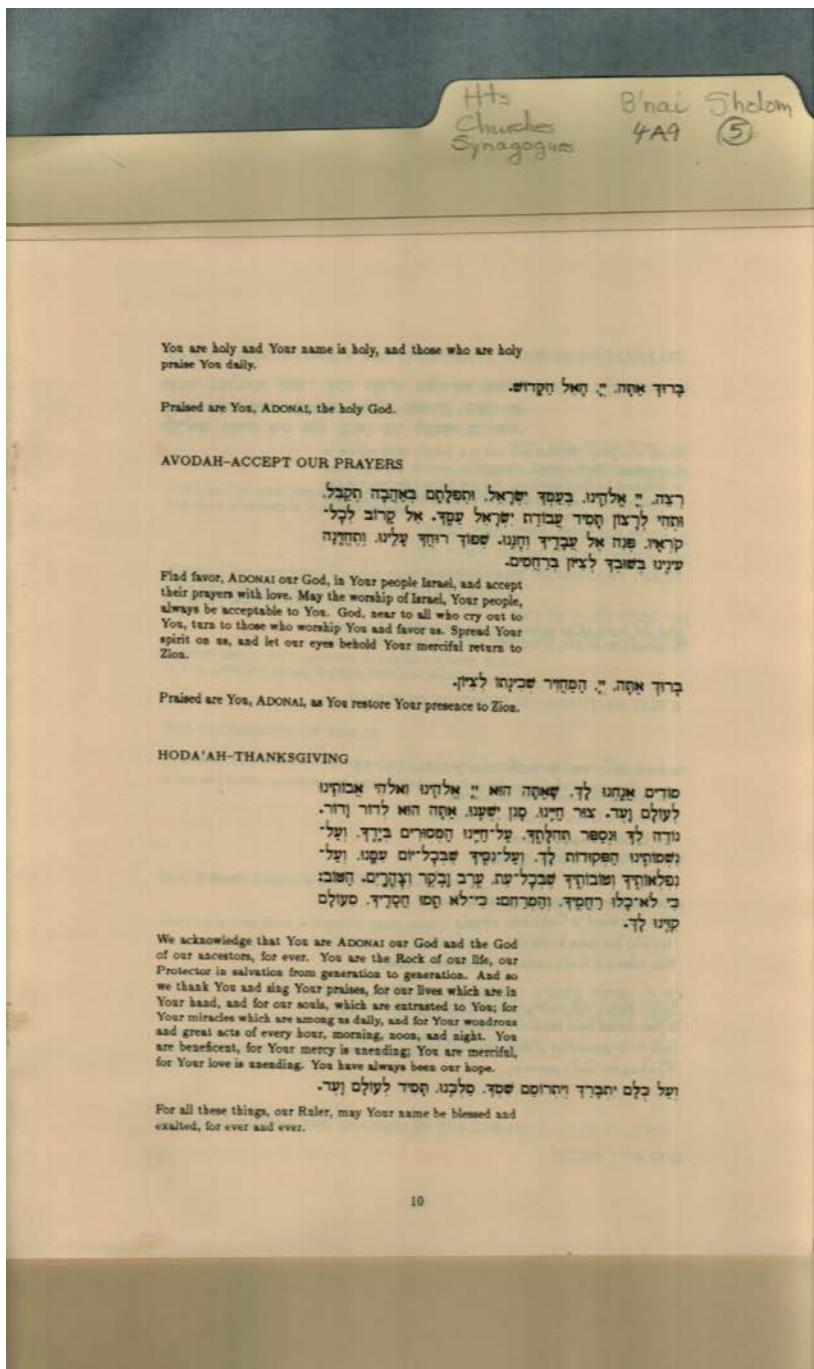 Hts B'nai Sholom
Churches 4A9 5
Synagogues
You are holy and Your name is holy, and those who are holy
praise You daily.
בָּרוּךְ אַתָּה, יְיָ, הָאֵל הַקָּדוֹשׁ.
Praised are You, ADONAI, the holy God.
AVODAH–ACCEPT OUR PRAYERS
רְצֵה, יְיָ אֱלֹהֵינוּ, בְּעַמְּךָ יִשְׂרָאֵל, וּתְפִלָּתָם בְּאַהֲבָה תְקַבֵּל,
וּתְהִי לְרָצוֹן תָּמִיד עֲבוֹדַת יִשְׂרָאֵל עַמֶּךָ. אֵל קָרוֹב לְכָל־
קֹרְאָיו, פְּנֵה אֶל עֲבָדֶיךָ וְחָנֵּנוּ. שְׁפוֹךְ רוּחֲךָ עָלֵינוּ, וְתֶחֱזֶינָה
עֵינֵינוּ בְּשׁוּבְךָ לְצִיּוֹן בְּרַחֲמִים.
Find favor, ADONAI our God, in Your people Israel, and accept
their prayers with love. May the worship of Israel, Your people,
always be acceptable to You. God, near to all who cry out to
You, turn to those who worship You and favor us. Spread Your
spirit on us, and let our eyes behold Your merciful return to
Zion.
בָּרוּךְ אַתָּה, יְיָ, הַמַּחֲזִיר שְׁכִינָתוֹ לְצִיּוֹן.
Praised are You, ADONAI, as You restore Your presence to Zion.
HODA'AH–THANKSGIVING
מוֹדִים אֲנַחְנוּ לָךְ, שָׁאַתָּה הוּא יְיָ אֱלֹהֵינוּ וֵאלֹהֵי אֲבוֹתֵינוּ
לְעוֹלָם וָעֶד. צוּר חַיֵּינוּ, מָגֵן יִשְׁעֵנוּ, אַתָּה הוּא לְדוֹר וָדוֹר.
נוֹדֶה לְךָ וּנְסַפֵּר תְּהִלָּתֶךָ, עַל־חַיֵּינוּ הַמְּסוּרִים בְּיָדֶךָ, וְעַל־
נִשְׁמוֹתֵינוּ הַפְּקוּדוֹת לָךְ, וְעַל־נִסֶּיךָ שֶׁבְּכָל־יוֹם עִמָּנוּ, וְעַל־
נִפְלְאוֹתֶיךָ וְטוֹבוֹתֶיךָ שֶׁבְּכָל־עֵת, עֶרֶב וָבֹקֶר וְצָהֳרָיִם. הַטּוֹב:
כִּי לֹא־כָלוּ רַחֲמֶיךָ, וְהַמְרַחֵם: כִּי־לֹא תַמּוּ חֲסָדֶיךָ, מֵעוֹלָם
קִוִּינוּ לָךְ.
We acknowledge that You are ADONAI our God and the God
of our ancestors, for ever. You are the Rock of our life, our
Protector in salvation from generation to generation. And so
we thank You and sing Your praises, for our lives which are in
Your hand, and for our souls, which are entrusted to You; for
Your miracles which are among us daily, and for Your wondrous
and great acts of every hour, morning, noon, and night. You
are beneficent, for Your mercy is unending; You are merciful,
for Your love is unending. You have always been our hope.
וְעַל כֻּלָּם יִתְבָּרַךְ וְיִתְרוֹמַם שִׁמְךָ, מַלְכֵּנוּ, תָּמִיד לְעוֹלָם וָעֶד.
For all these things, our Ruler, may Your name be blessed and
exalted, for ever and ever.
10